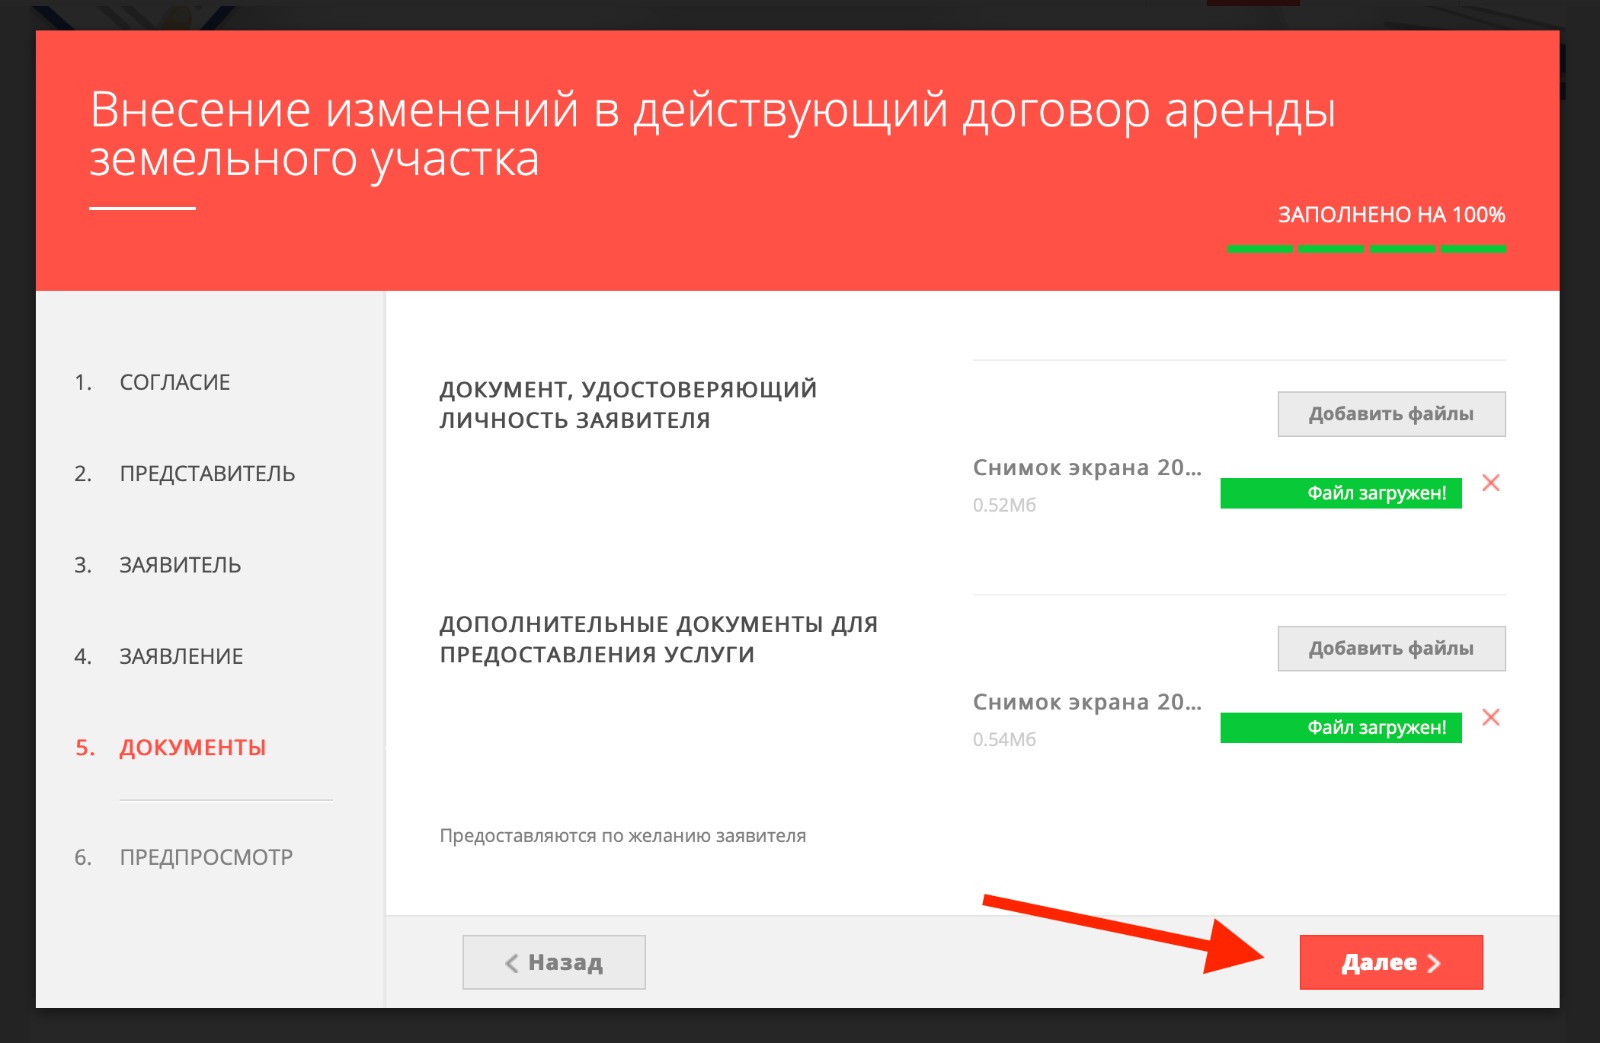 Внесение изменений в действующий договор аренды
земельного участка
ЗАПОЛНЕНО НА 100%
1. СОГЛАСИЕ
2. ПРЕДСТАВИТЕЛЬ
3. ЗАЯВИТЕЛЬ
4. ЗАЯВЛЕНИЕ
5. ДОКУМЕНТЫ
6. ПРЕДПРОСМОТР
ДОКУМЕНТ, УДОСТОВЕРЯЮЩИЙ
ЛИЧНОСТЬ ЗАЯВИТЕЛЯ
Добавить файлы
Снимок экрана 20...
0.52Мб
Файл загружен!
ДОПОЛНИТЕЛЬНЫЕ ДОКУМЕНТЫ ДЛЯ
ПРЕДОСТАВЛЕНИЯ УСЛУГИ
Добавить файлы
Снимок экрана 20...
0.54Мб
Файл загружен!
Предоставляются по желанию заявителя
Назад
Далее